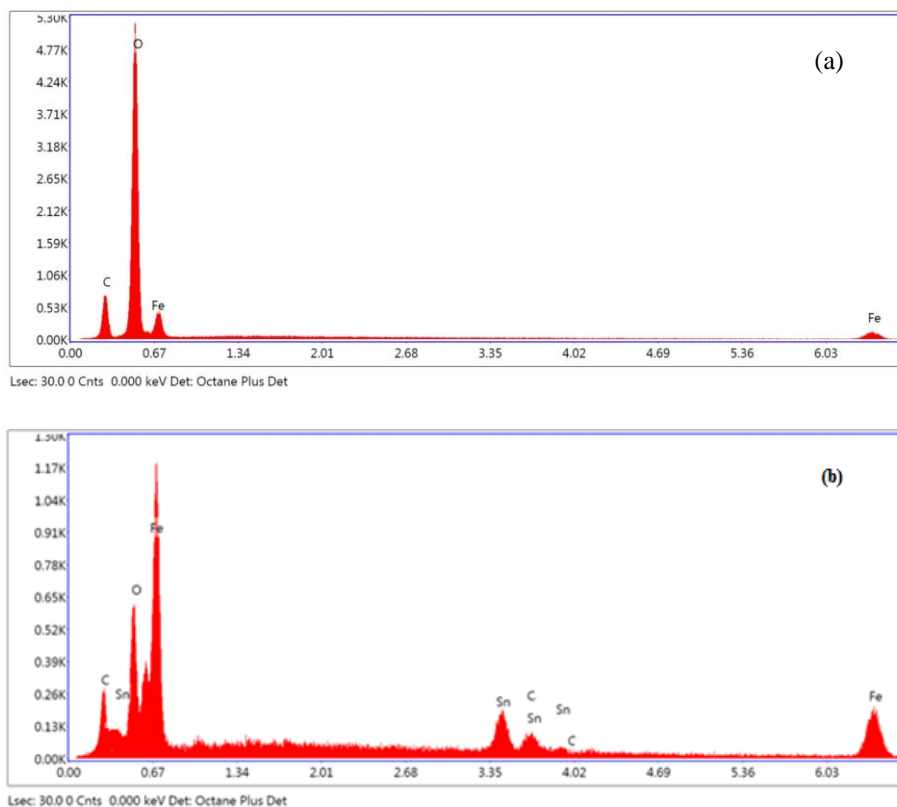 5.30K
(a)
O
4.77K
4.24K
3.71K
3.18K
2.65K
2.12K
1.59K
1.06K
C
0.53K
Fe
Fe
0.00K
0.00 0.67 1.34 2.01 2.68 3.35 4.02 4.69 5.36 6.03
Lsec: 30.0 0 Cnts 0.000 keV Det: Octane Plus Det
1.30K
(b)
1.17K
1.04K
0.91K
Fe
0.78K
0.65K
O
0.52K
0.39K
C
Sn
0.26K
Sn
C
Sn
Sn
C
Fe
0.13K
0.00K
0.00 0.67 1.34 2.01 2.68 3.35 4.02 4.69 5.36 6.03
Lsec: 30.0 0 Cnts 0.000 keV Det: Octane Plus Det